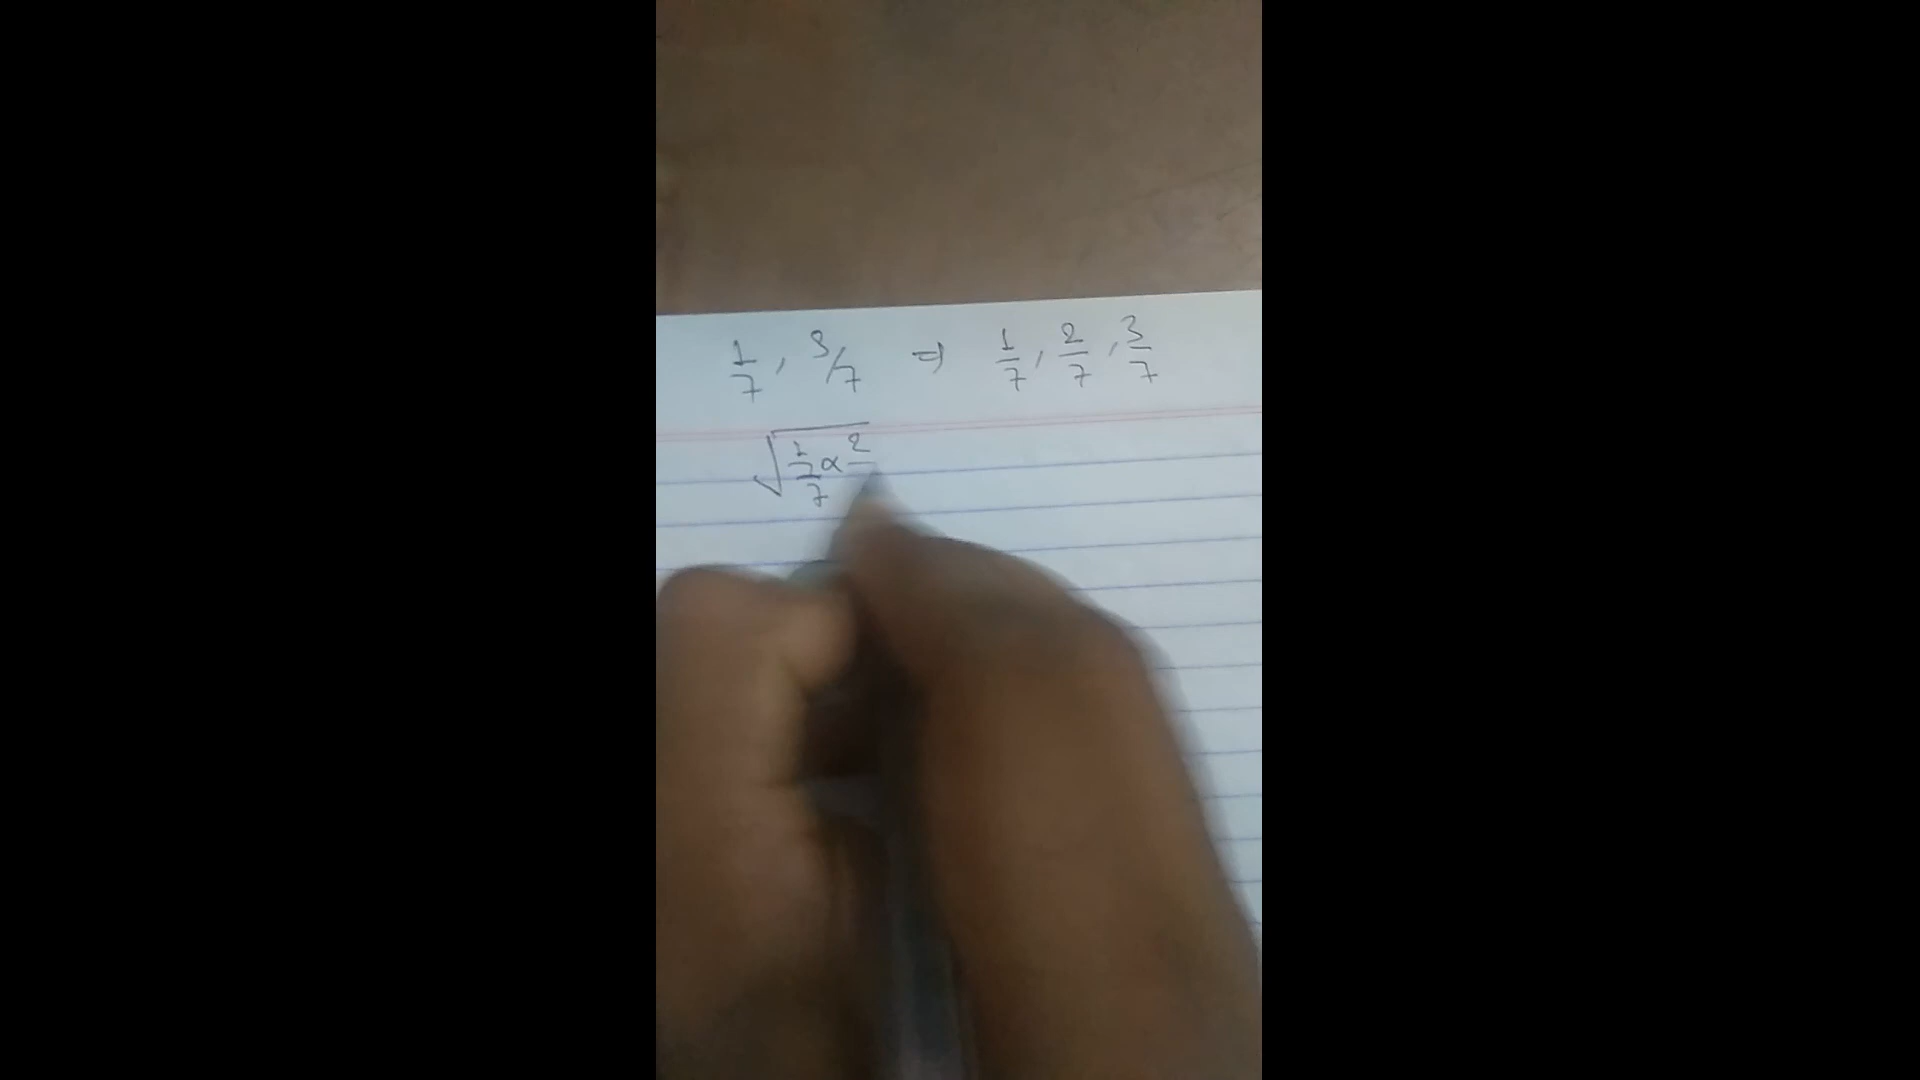 1/7, 3/7 ⇒ 1/7, 2/7, 3/7
√(1/7 × 2/
7